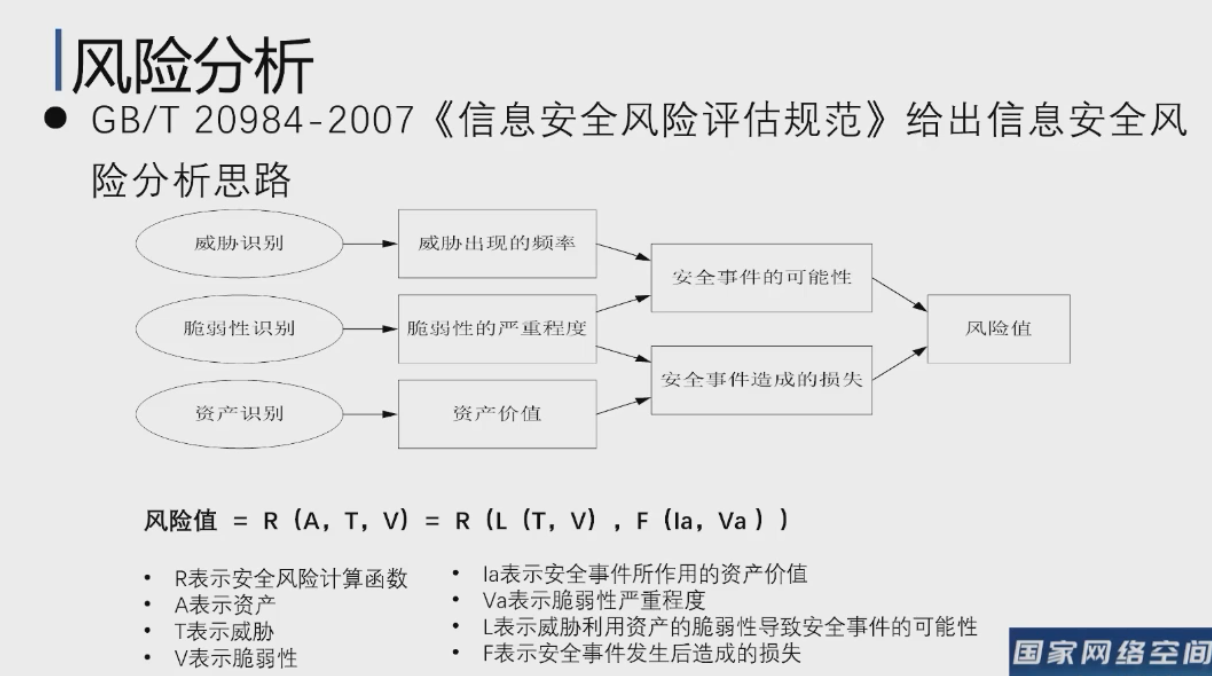 风险分析
● GB/T 20984-2007《信息安全风险评估规范》给出信息安全风
险分析思路
威胁识别
威胁出现的频率
安全事件的可能性
脆弱性识别
脆弱性的严重程度
风险值
安全事件造成的损失
资产识别
资产价值
风险值 = R（A，T，V）= R（L（T，V），F（Ia，Va））
• R表示安全风险计算函数
• A表示资产
• T表示威胁
• V表示脆弱性
• Ia表示安全事件所作用的资产价值
• Va表示脆弱性严重程度
• L表示威胁利用资产的脆弱性导致安全事件的可能性
• F表示安全事件发生后造成的损失
国家网络空间